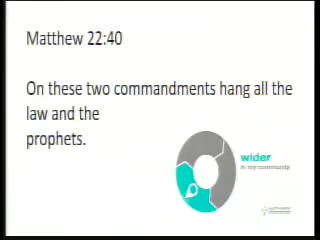 Matthew 22:40
On these two commandments hang all the
law and the
prophets.
wider
in my community